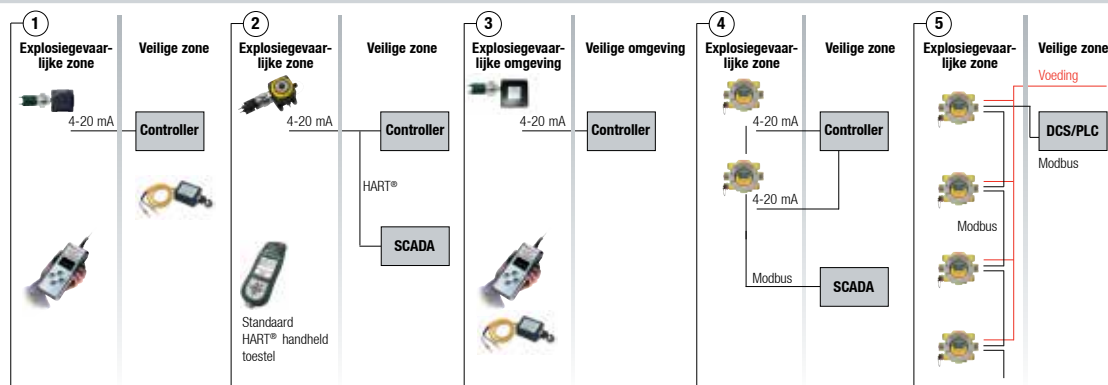 1
Explosiegevaar-
lijke zone
Veilige zone
4-20 mA
Controller
2
Explosiegevaar-
lijke zone
Veilige zone
4-20 mA
Controller
HART®
SCADA
Standaard
HART® handheld
toestel
3
Explosiegevaar-
lijke omgeving
Veilige omgeving
4-20 mA
Controller
4
Explosiegevaar-
lijke zone
Veilige zone
4-20 mA
Controller
4-20 mA
Modbus
SCADA
5
Explosiegevaar-
lijke zone
Veilige zone
Voeding
DCS/PLC
Modbus
Modbus